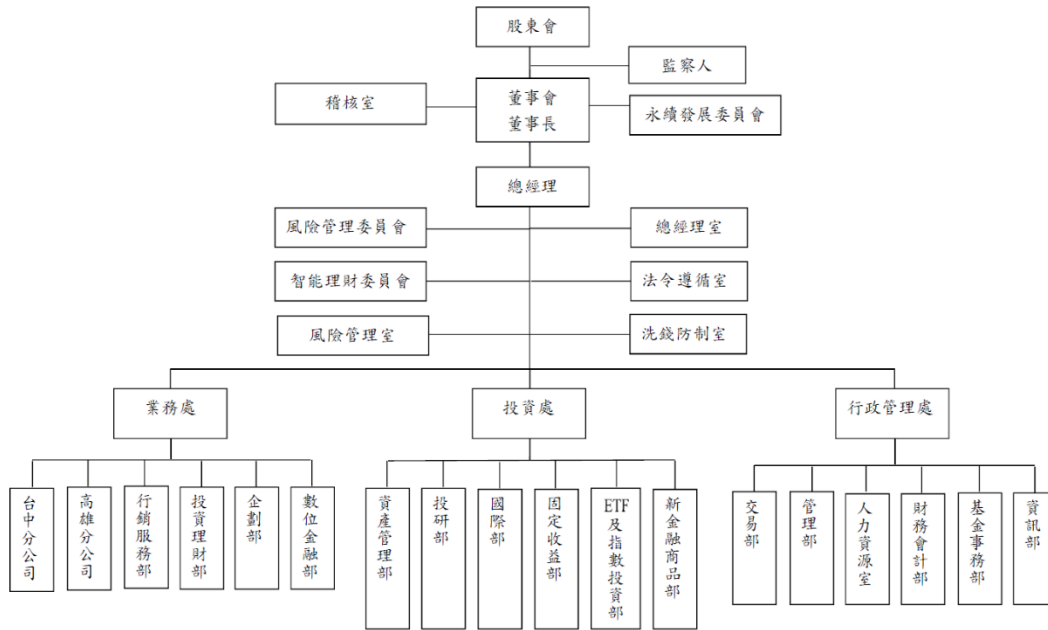 股東會
監察人
稽核室
董事會
董事長
永續發展委員會
總經理
風險管理委員會
總經理室
智能理財委員會
法令遵循室
風險管理室
洗錢防制室
業務處
投資處
行政管理處
台中分公司
高雄分公司
行銷服務部
投資理財部
企劃部
數位金融部
資產管理部
投研部
國際部
固定收益部
ETF及指數投資部
新金融商品部
交易部
管理部
人力資源室
財務會計部
基金事務部
資訊部